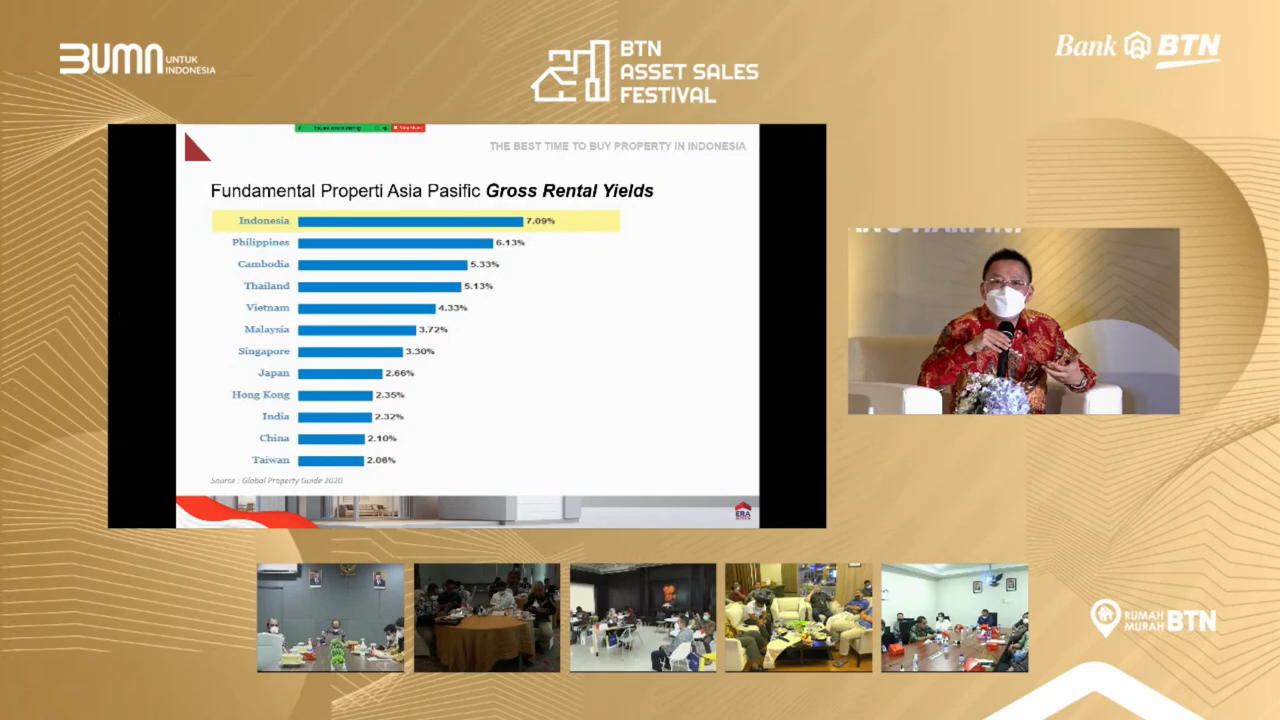 BUMN
UNTUK
INDONESIA
BTN
ASSET SALES
FESTIVAL
Bank BTN
THE BEST TIME TO BUY PROPERTY IN INDONESIA
Fundamental Properti Asia Pasific Gross Rental Yields
Indonesia 7.09%
Philippines 6.13%
Cambodia 5.33%
Thailand 5.13%
Vietnam 4.33%
Malaysia 3.72%
Singapore 3.30%
Japan 2.66%
Hong Kong 2.35%
India 2.32%
China 2.10%
Taiwan 2.06%
Source : Global Property Guide 2020
ERA
RUMAH
MURAH BTN